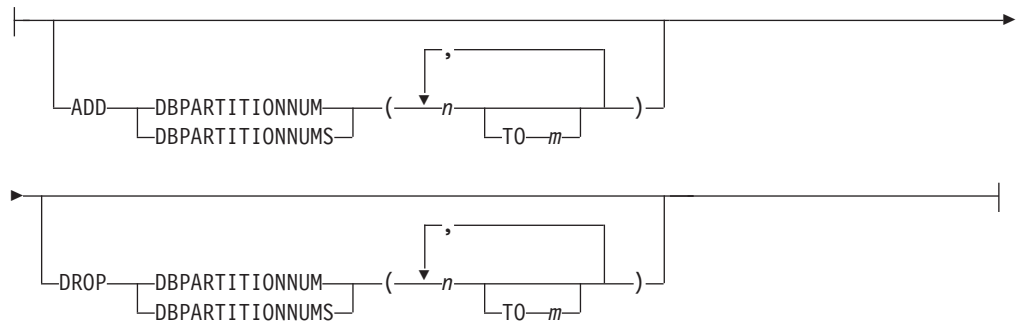 ,
ADD DBPARTITIONNUM ( n )
DBPARTITIONNUMS TO m
,
DROP DBPARTITIONNUM ( n )
DBPARTITIONNUMS TO m